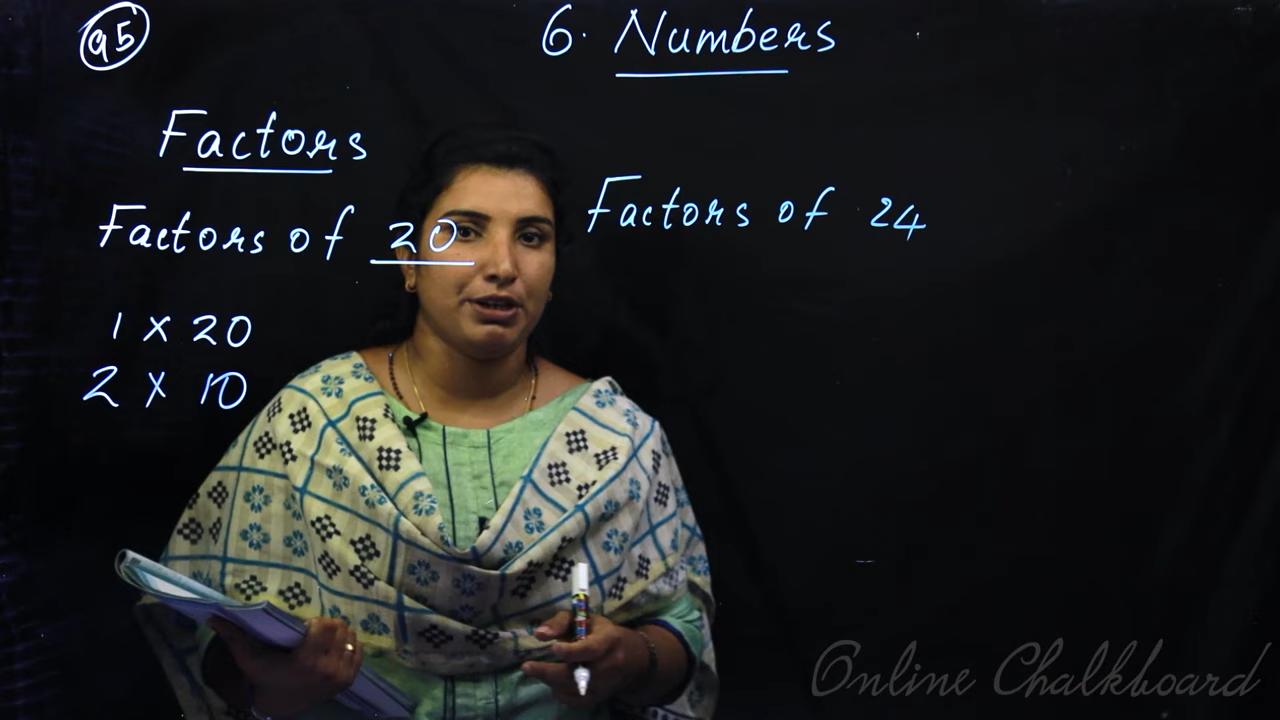 95
6. Numbers
Factors
Factors of 20
1 x 20
2 x 10
Factors of 24
Online Chalkboard